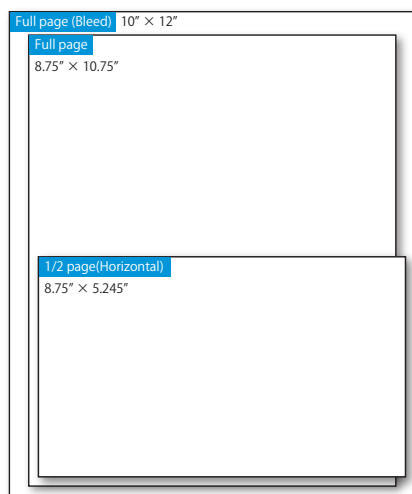 Full page (Bleed) 10″ × 12″
Full page
8.75″ × 10.75″
1/2 page(Horizontal)
8.75″ × 5.245″